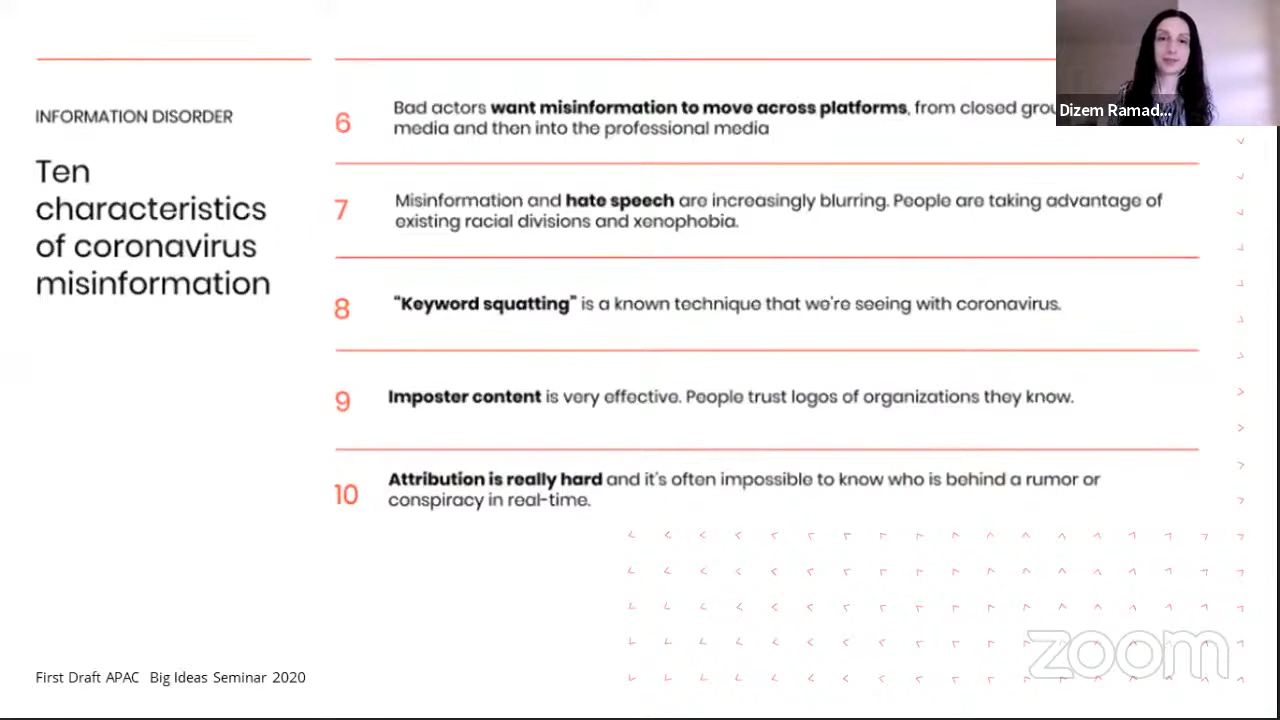 INFORMATION DISORDER
Ten
characteristics
of coronavirus
misinformation
6
Bad actors want misinformation to move across platforms, from closed
media and then into the professional media
7
Misinformation and hate speech are increasingly blurring. People are taking advantage of
existing racial divisions and xenophobia.
8
“Keyword squatting” is a known technique that we're seeing with coronavirus.
9
Imposter content is very effective. People trust logos of organizations they know.
10
Attribution is really hard and it's often impossible to know who is behind a rumor or
conspiracy in real-time.
Dizem Ramad...
First Draft APAC Big Ideas Seminar 2020
zoom